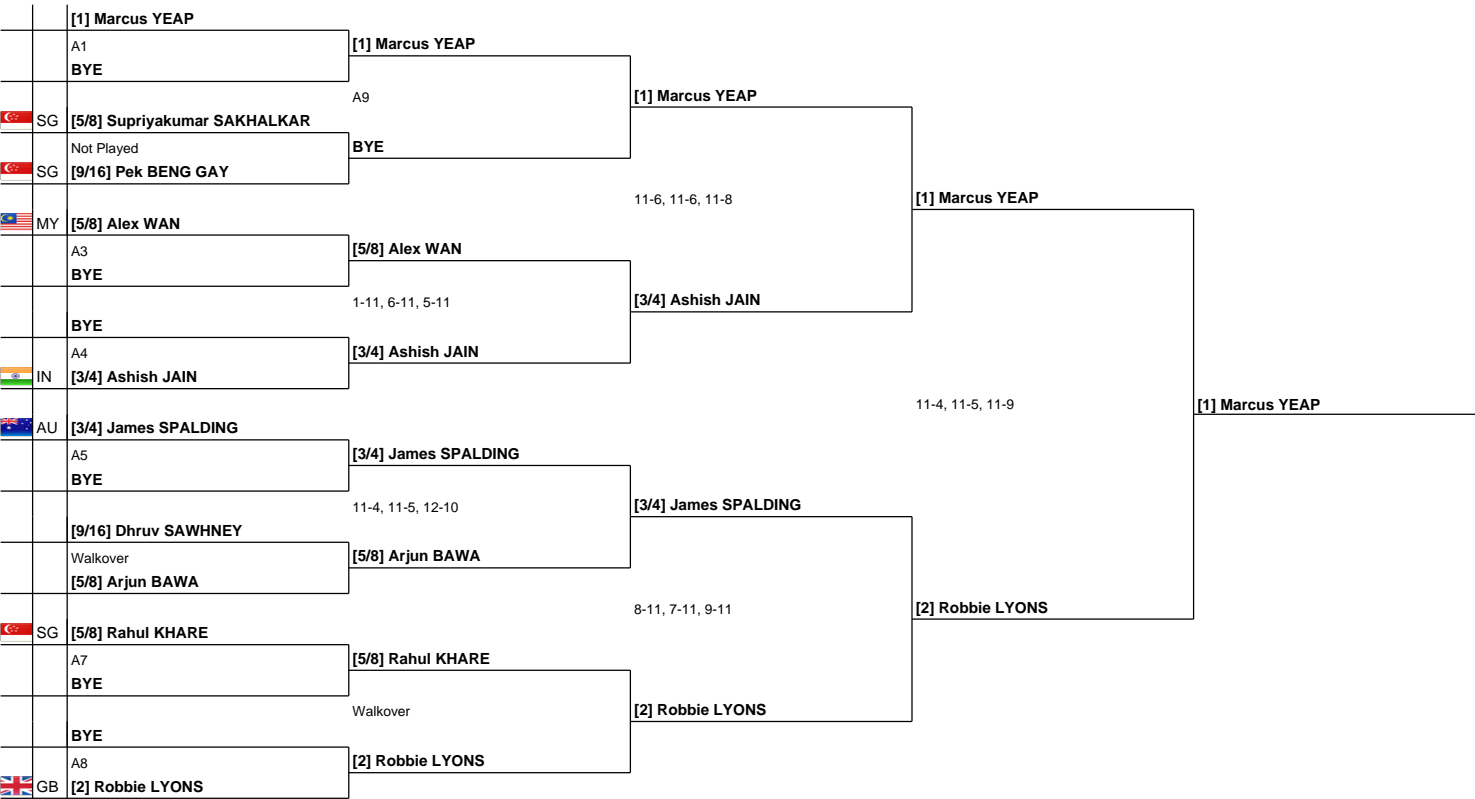 [1] Marcus YEAP
A1
BYE
SG [5/8] Supriyakumar SAKHALKAR
Not Played
SG [9/16] Pek BENG GAY
MY [5/8] Alex WAN
A3
BYE
BYE
A4
IN [3/4] Ashish JAIN
AU [3/4] James SPALDING
A5
BYE
[9/16] Dhruv SAWHNEY
Walkover
[5/8] Arjun BAWA
SG [5/8] Rahul KHARE
A7
BYE
BYE
A8
GB [2] Robbie LYONS
[1] Marcus YEAP
A9
BYE
[5/8] Alex WAN
1-11, 6-11, 5-11
[3/4] Ashish JAIN
[3/4] James SPALDING
11-4, 11-5, 12-10
[5/8] Arjun BAWA
[5/8] Rahul KHARE
Walkover
[2] Robbie LYONS
[1] Marcus YEAP
11-6, 11-6, 11-8
[3/4] Ashish JAIN
[3/4] James SPALDING
8-11, 7-11, 9-11
[2] Robbie LYONS
[1] Marcus YEAP
11-4, 11-5, 11-9
[2] Robbie LYONS
[1] Marcus YEAP